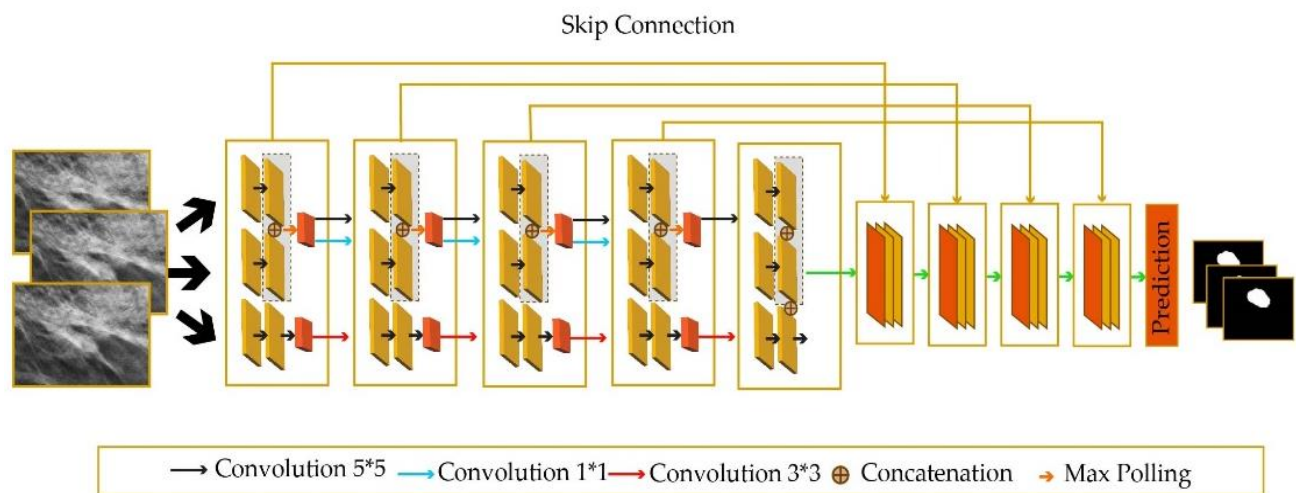 Skip Connection
Prediction
Convolution 5*5 Convolution 1*1 Convolution 3*3 Concatenation Max Polling